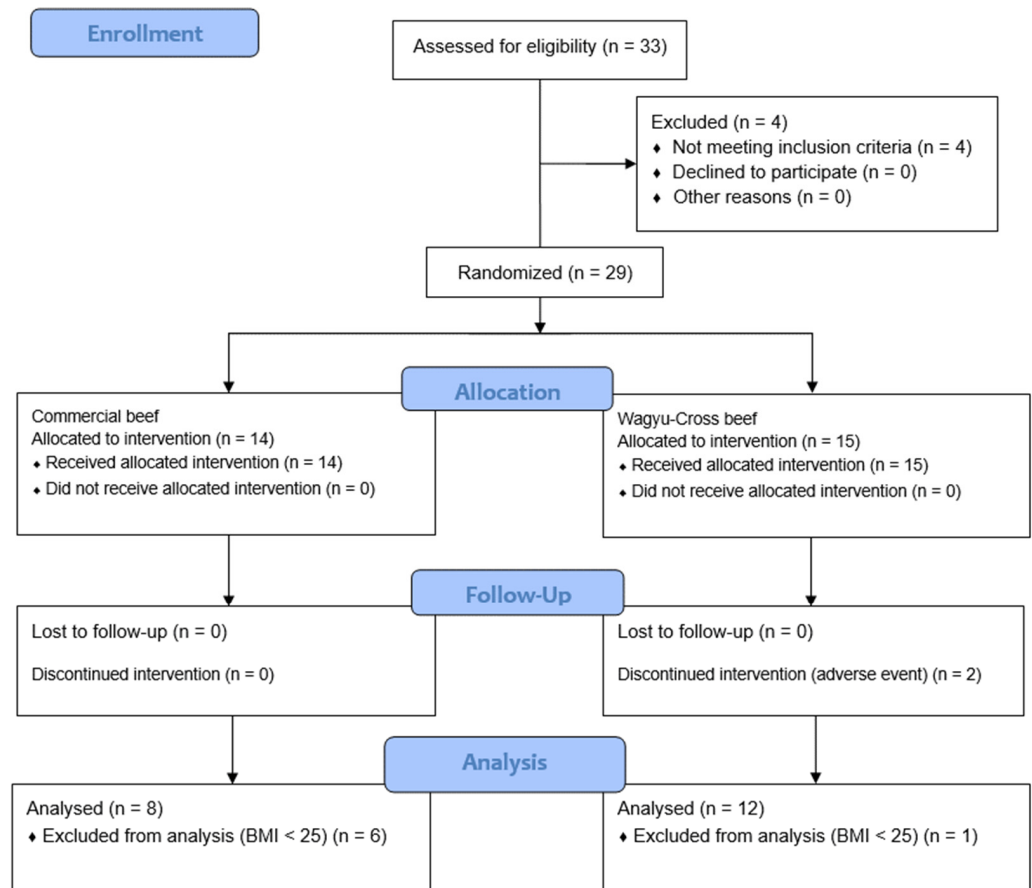 Enrollment
Assessed for eligibility (n = 33)
Excluded (n = 4)
♦ Not meeting inclusion criteria (n = 4)
♦ Declined to participate (n = 0)
♦ Other reasons (n = 0)
Randomized (n = 29)
Allocation
Commercial beef
Allocated to intervention (n = 14)
♦ Received allocated intervention (n = 14)
♦ Did not receive allocated intervention (n = 0)
Wagyu-Cross beef
Allocated to intervention (n = 15)
♦ Received allocated intervention (n = 15)
♦ Did not receive allocated intervention (n = 0)
Follow-Up
Lost to follow-up (n = 0)
Discontinued intervention (n = 0)
Lost to follow-up (n = 0)
Discontinued intervention (adverse event) (n = 2)
Analysis
Analysed (n = 8)
♦ Excluded from analysis (BMI < 25) (n = 6)
Analysed (n = 12)
♦ Excluded from analysis (BMI < 25) (n = 1)